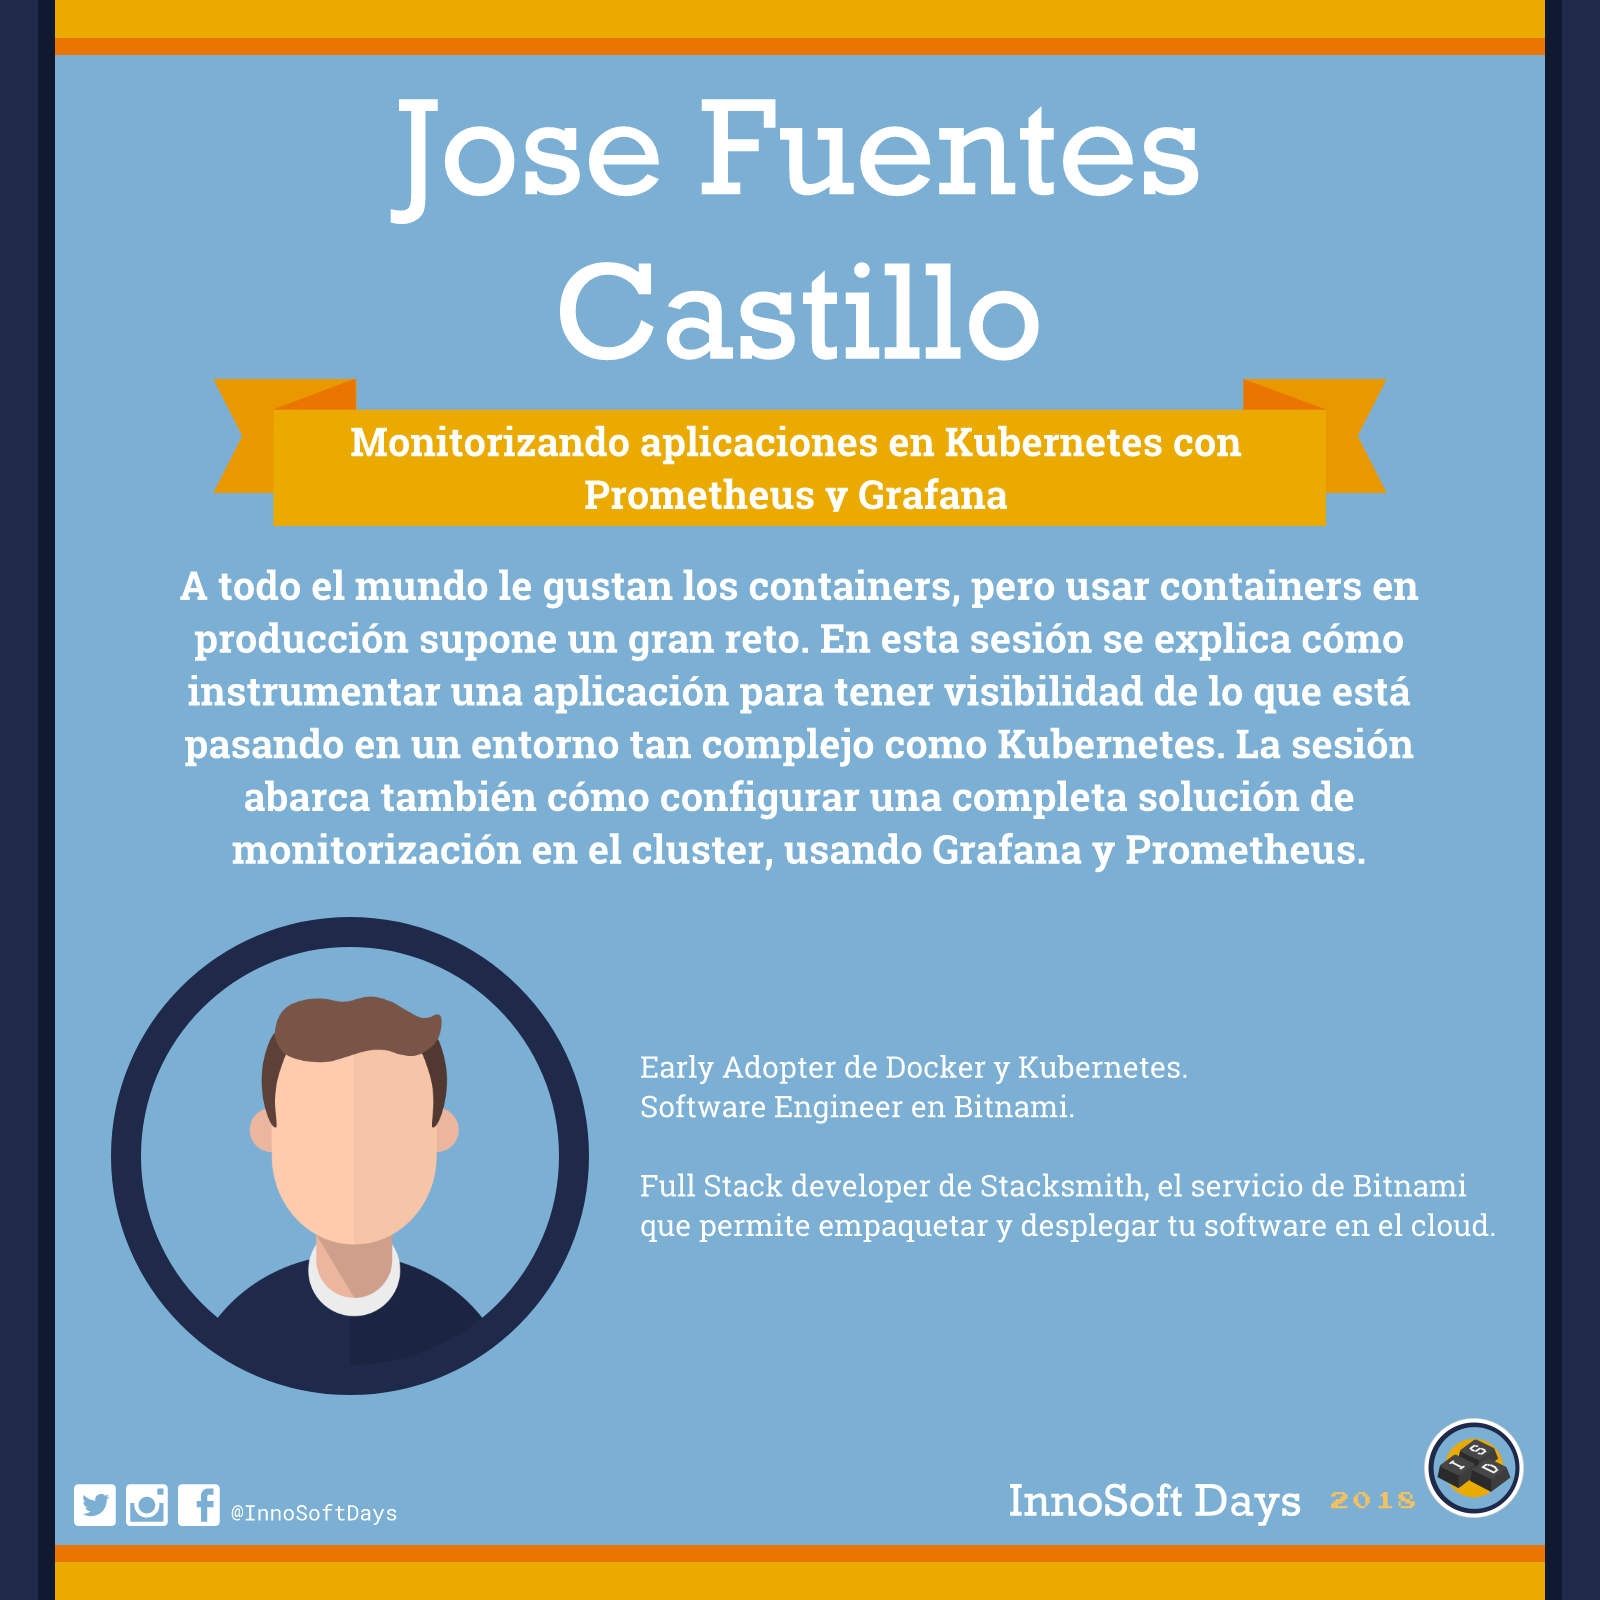 Jose Fuentes
Castillo
Monitorizando aplicaciones en Kubernetes con
Prometheus y Grafana
A todo el mundo le gustan los containers, pero usar containers en
producción supone un gran reto. En esta sesión se explica cómo
instrumentar una aplicación para tener visibilidad de lo que está
pasando en un entorno tan complejo como Kubernetes. La sesión
abarca también cómo configurar una completa solución de
monitorización en el cluster, usando Grafana y Prometheus.
Early Adopter de Docker y Kubernetes.
Software Engineer en Bitnami.
Full Stack developer de Stacksmith, el servicio de Bitnami
que permite empaquetar y desplegar tu software en el cloud.
@InnoSoftDays
InnoSoft Days 2018
I S D